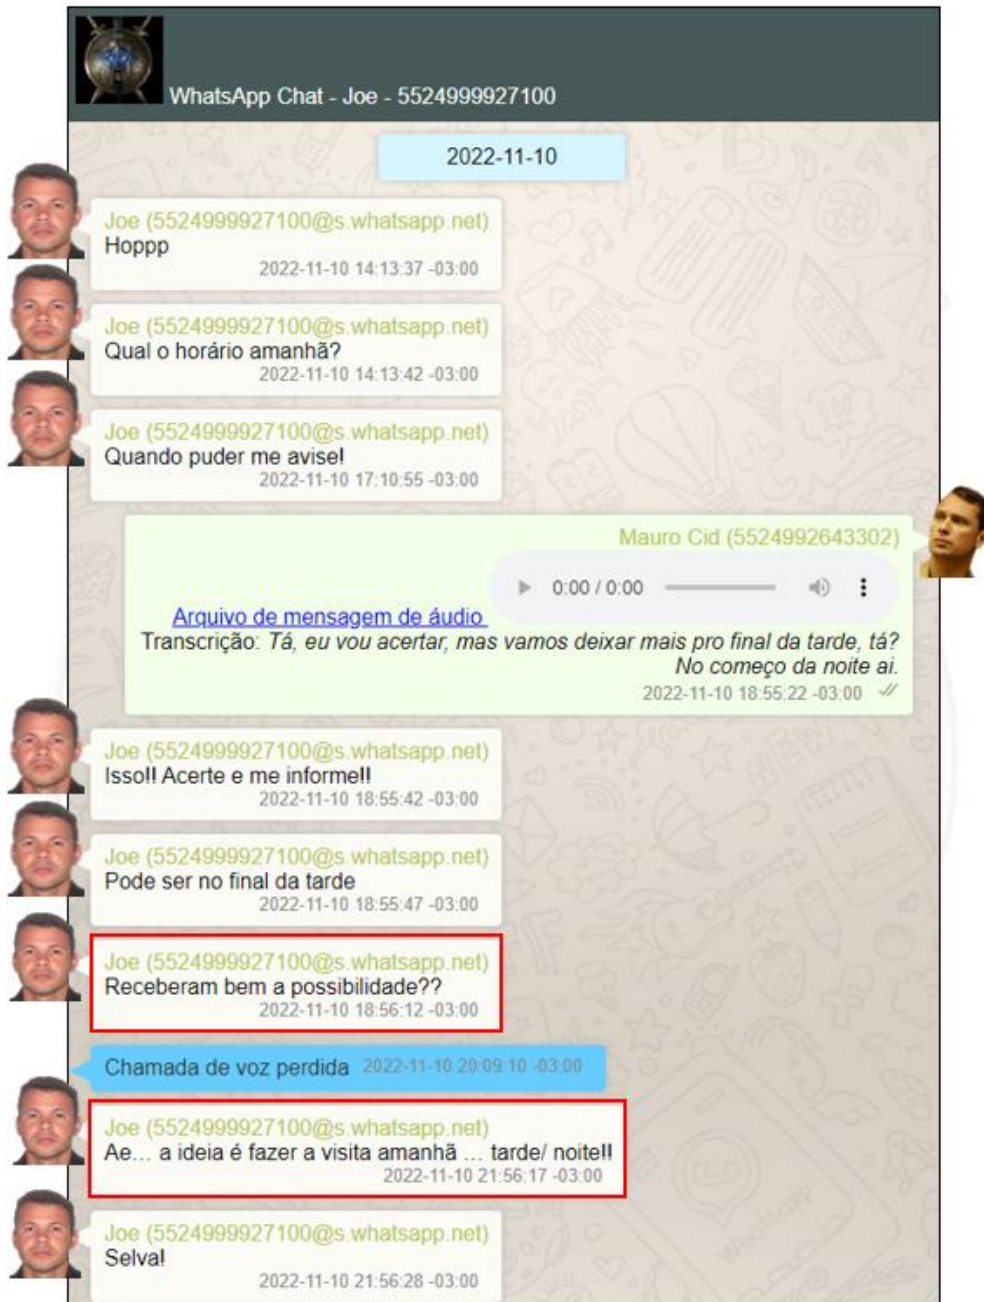 WhatsApp Chat - Joe - 5524999927100
2022-11-10
Joe (5524999927100@s.whatsapp.net)
Hoppp
2022-11-10 14:13:37 -03:00
Joe (5524999927100@s.whatsapp.net)
Qual o horário amanhã?
2022-11-10 14:13:42 -03:00
Joe (5524999927100@s.whatsapp.net)
Quando puder me avise!
2022-11-10 17:10:55 -03:00
Mauro Cid (5524992643302)
0:00 / 0:00
Arquivo de mensagem de áudio
Transcrição: Tá, eu vou acertar, mas vamos deixar mais pro final da tarde, tá?
No começo da noite ai.
2022-11-10 18:55:22 -03:00
Joe (5524999927100@s.whatsapp.net)
Isso!! Acerte e me informe!!
2022-11-10 18:55:42 -03:00
Joe (5524999927100@s.whatsapp.net)
Pode ser no final da tarde
2022-11-10 18:55:47 -03:00
Joe (5524999927100@s.whatsapp.net)
Receberam bem a possibilidade??
2022-11-10 18:56:12 -03:00
Chamada de voz perdida 2022-11-10 20:09:10 -03:00
Joe (5524999927100@s.whatsapp.net)
Ae... a ideia é fazer a visita amanhã ... tarde/ noite!!
2022-11-10 21:56:17 -03:00
Joe (5524999927100@s.whatsapp.net)
Selva!
2022-11-10 21:56:28 -03:00